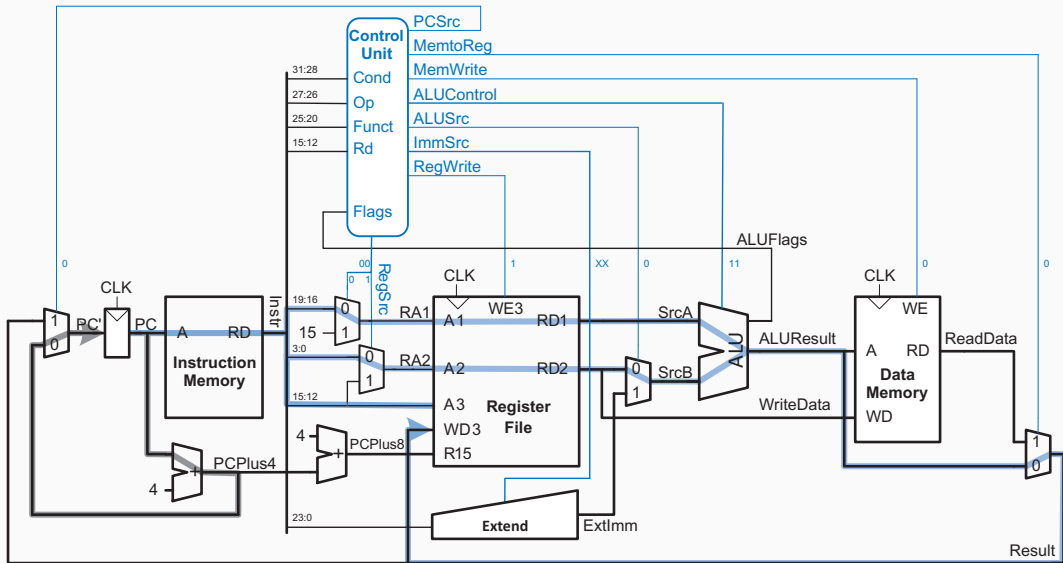 PCSrc
Control Unit
MemtoReg
MemWrite
31:28
Cond
27:26
Op
ALUControl
25:20
Funct
ALUSrc
15:12
Rd
ImmSrc
RegWrite
Flags
ALUFlags
0
00
0 1
RegSrc
1
XX
0
11
0
0
CLK
CLK
CLK
19:16
0
RA1
A1
WE3
RD1
SrcA
WE
1
PC'
PC
A
RD
Instr
15
1
ALU
ALUResult
A
RD
ReadData
0
Instruction Memory
3:0
0
RA2
A2
RD2
0
SrcB
Data Memory
1
1
15:12
A3
Register File
WriteData
WD
4
WD3
1
PCPlus8
+
R15
0
PCPlus4
+
4
23:0
Extend
ExtImm
Result